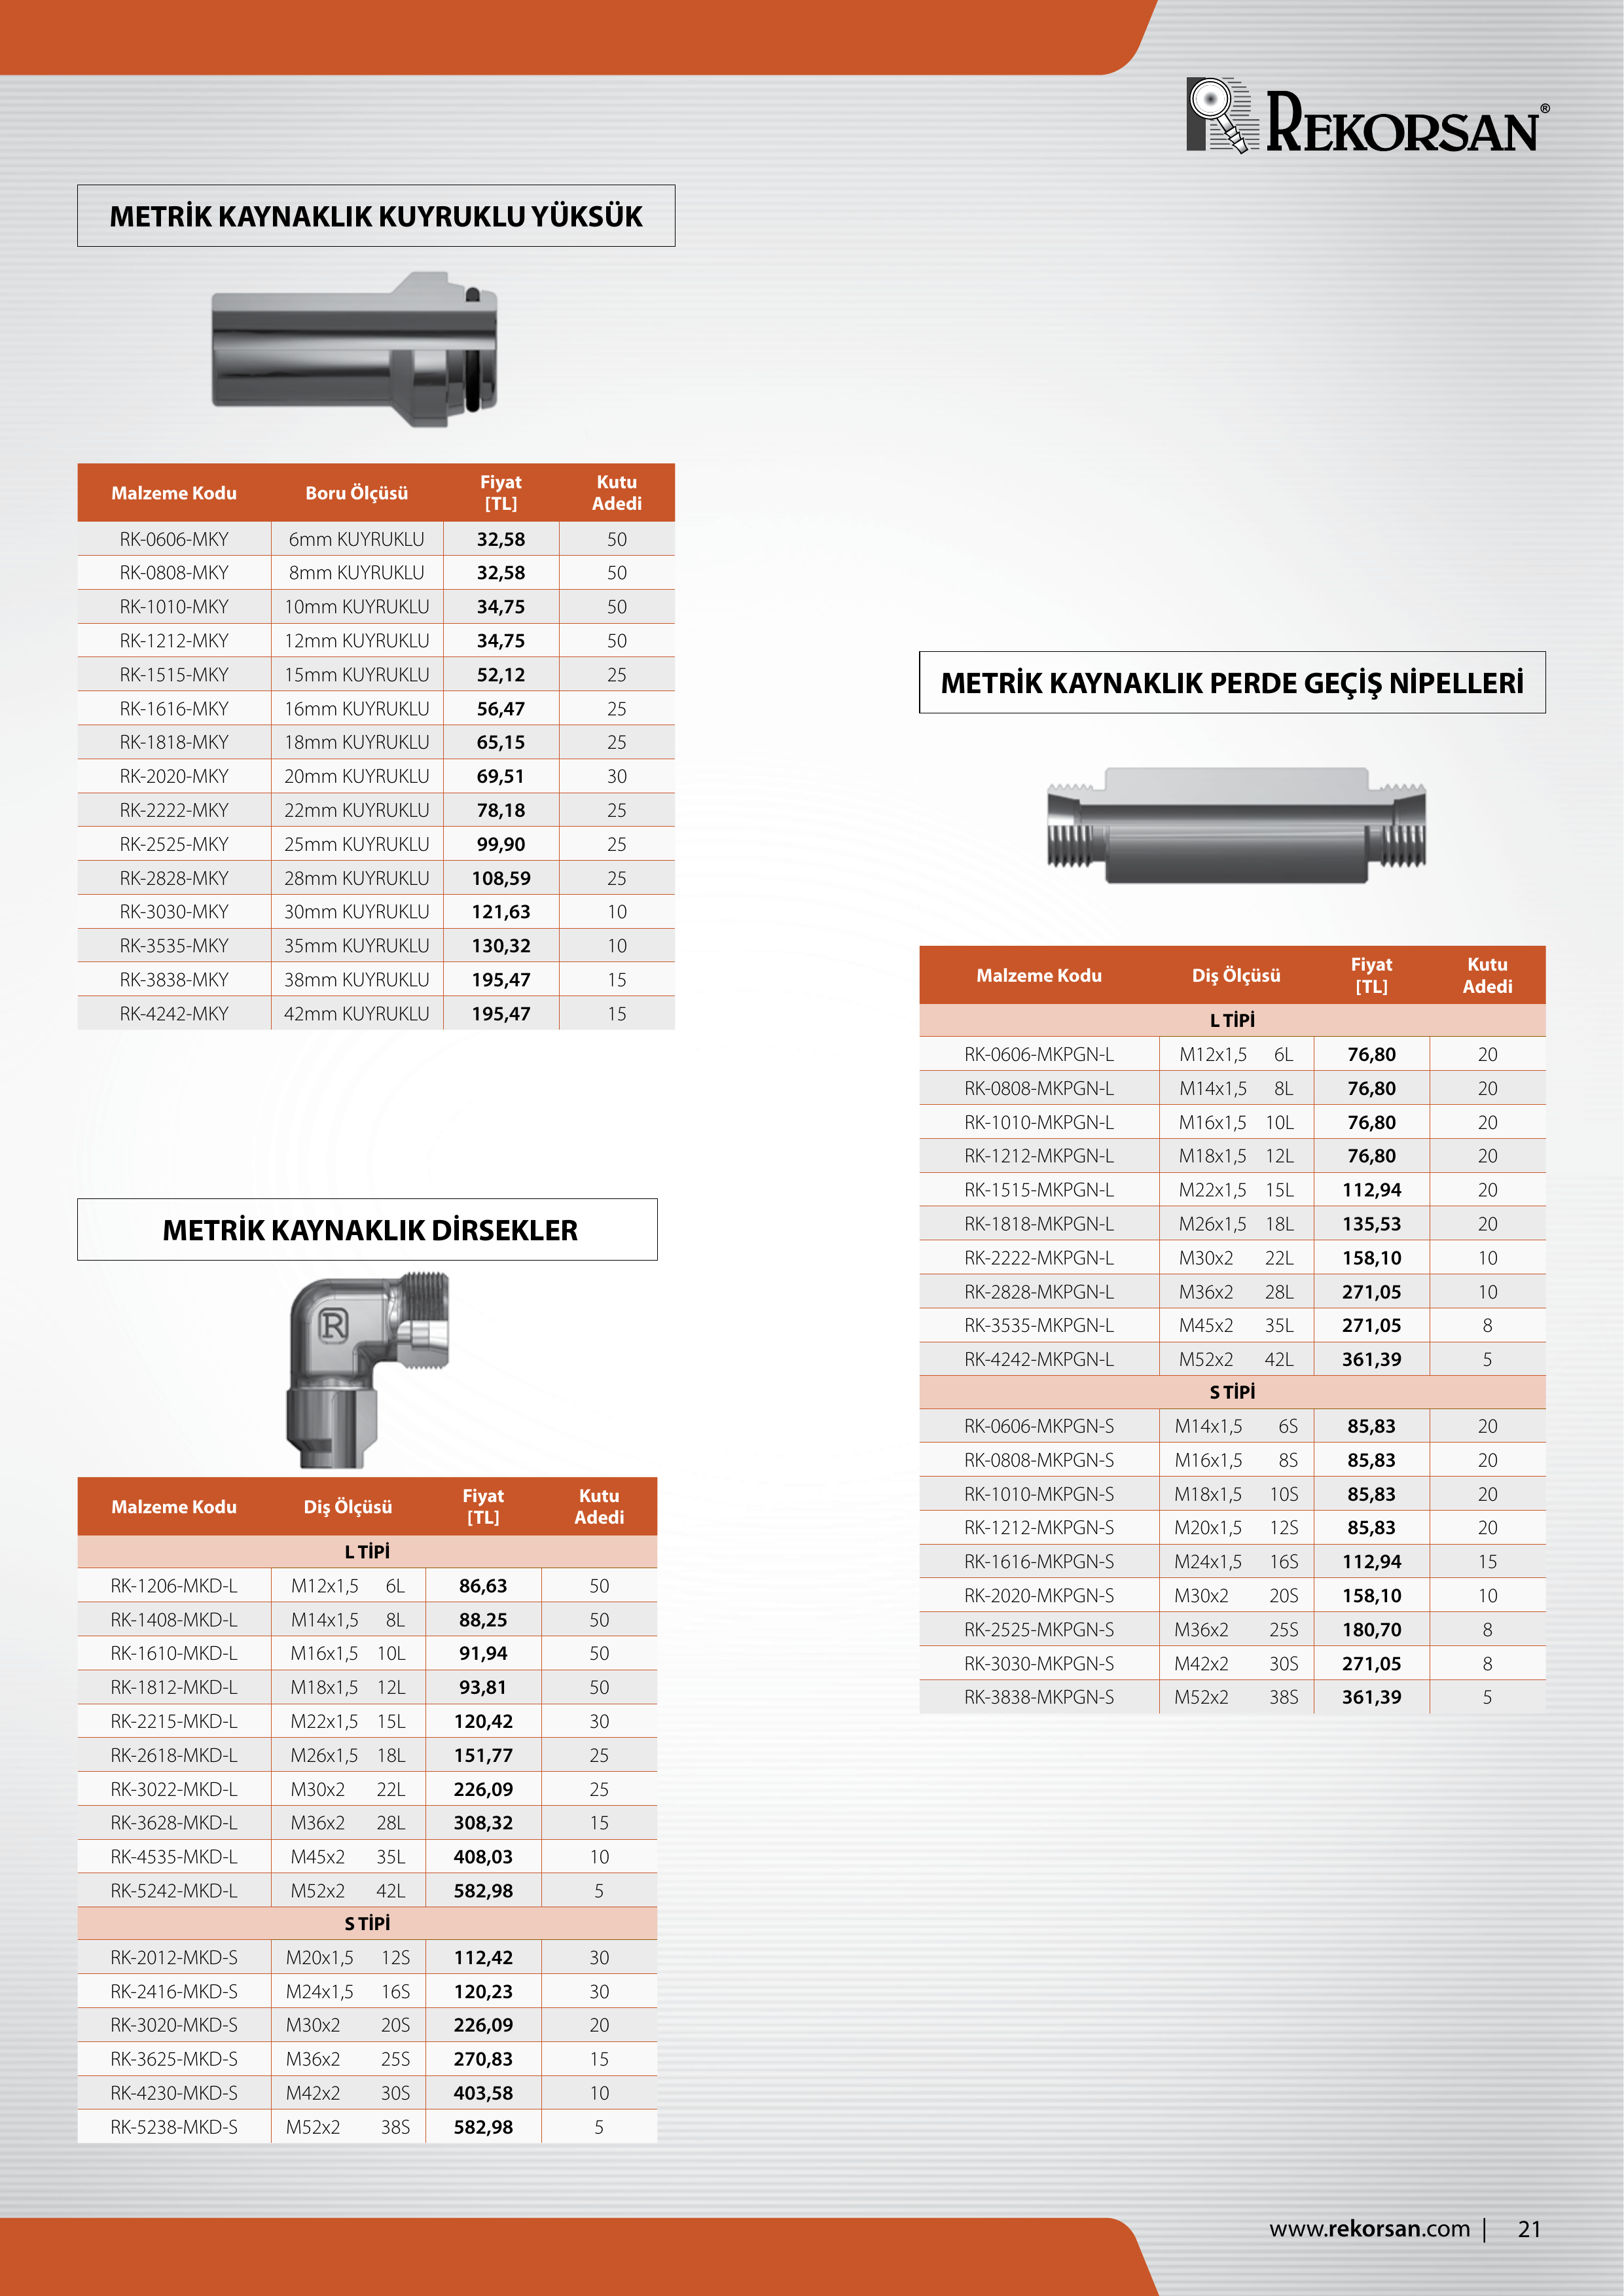 REKORSAN®
METRİK KAYNAKLIK KUYRUKLU YÜKSÜK
Malzeme Kodu Boru Ölçüsü Fiyat [TL] Kutu Adedi
RK-0606-MKY 6mm KUYRUKLU 32,58 50
RK-0808-MKY 8mm KUYRUKLU 32,58 50
RK-1010-MKY 10mm KUYRUKLU 34,75 50
RK-1212-MKY 12mm KUYRUKLU 34,75 50
RK-1515-MKY 15mm KUYRUKLU 52,12 25
RK-1616-MKY 16mm KUYRUKLU 56,47 25
RK-1818-MKY 18mm KUYRUKLU 65,15 25
RK-2020-MKY 20mm KUYRUKLU 69,51 30
RK-2222-MKY 22mm KUYRUKLU 78,18 25
RK-2525-MKY 25mm KUYRUKLU 99,90 25
RK-2828-MKY 28mm KUYRUKLU 108,59 25
RK-3030-MKY 30mm KUYRUKLU 121,63 10
RK-3535-MKY 35mm KUYRUKLU 130,32 10
RK-3838-MKY 38mm KUYRUKLU 195,47 15
RK-4242-MKY 42mm KUYRUKLU 195,47 15
METRİK KAYNAKLIK DİRSEKLER
R
Malzeme Kodu Diş Ölçüsü Fiyat [TL] Kutu Adedi
L TİPİ
RK-1206-MKD-L M12x1,5 6L 86,63 50
RK-1408-MKD-L M14x1,5 8L 88,25 50
RK-1610-MKD-L M16x1,5 10L 91,94 50
RK-1812-MKD-L M18x1,5 12L 93,81 50
RK-2215-MKD-L M22x1,5 15L 120,42 30
RK-2618-MKD-L M26x1,5 18L 151,77 25
RK-3022-MKD-L M30x2 22L 226,09 25
RK-3628-MKD-L M36x2 28L 308,32 15
RK-4535-MKD-L M45x2 35L 408,03 10
RK-5242-MKD-L M52x2 42L 582,98 5
S TİPİ
RK-2012-MKD-S M20x1,5 12S 112,42 30
RK-2416-MKD-S M24x1,5 16S 120,23 30
RK-3020-MKD-S M30x2 20S 226,09 20
RK-3625-MKD-S M36x2 25S 270,83 15
RK-4230-MKD-S M42x2 30S 403,58 10
RK-5238-MKD-S M52x2 38S 582,98 5
METRİK KAYNAKLIK PERDE GEÇİŞ NİPELLERİ
Malzeme Kodu Diş Ölçüsü Fiyat [TL] Kutu Adedi
L TİPİ
RK-0606-MKPGN-L M12x1,5 6L 76,80 20
RK-0808-MKPGN-L M14x1,5 8L 76,80 20
RK-1010-MKPGN-L M16x1,5 10L 76,80 20
RK-1212-MKPGN-L M18x1,5 12L 76,80 20
RK-1515-MKPGN-L M22x1,5 15L 112,94 20
RK-1818-MKPGN-L M26x1,5 18L 135,53 20
RK-2222-MKPGN-L M30x2 22L 158,10 10
RK-2828-MKPGN-L M36x2 28L 271,05 10
RK-3535-MKPGN-L M45x2 35L 271,05 8
RK-4242-MKPGN-L M52x2 42L 361,39 5
S TİPİ
RK-0606-MKPGN-S M14x1,5 6S 85,83 20
RK-0808-MKPGN-S M16x1,5 8S 85,83 20
RK-1010-MKPGN-S M18x1,5 10S 85,83 20
RK-1212-MKPGN-S M20x1,5 12S 85,83 20
RK-1616-MKPGN-S M24x1,5 16S 112,94 15
RK-2020-MKPGN-S M30x2 20S 158,10 10
RK-2525-MKPGN-S M36x2 25S 180,70 8
RK-3030-MKPGN-S M42x2 30S 271,05 8
RK-3838-MKPGN-S M52x2 38S 361,39 5
www.rekorsan.com | 21